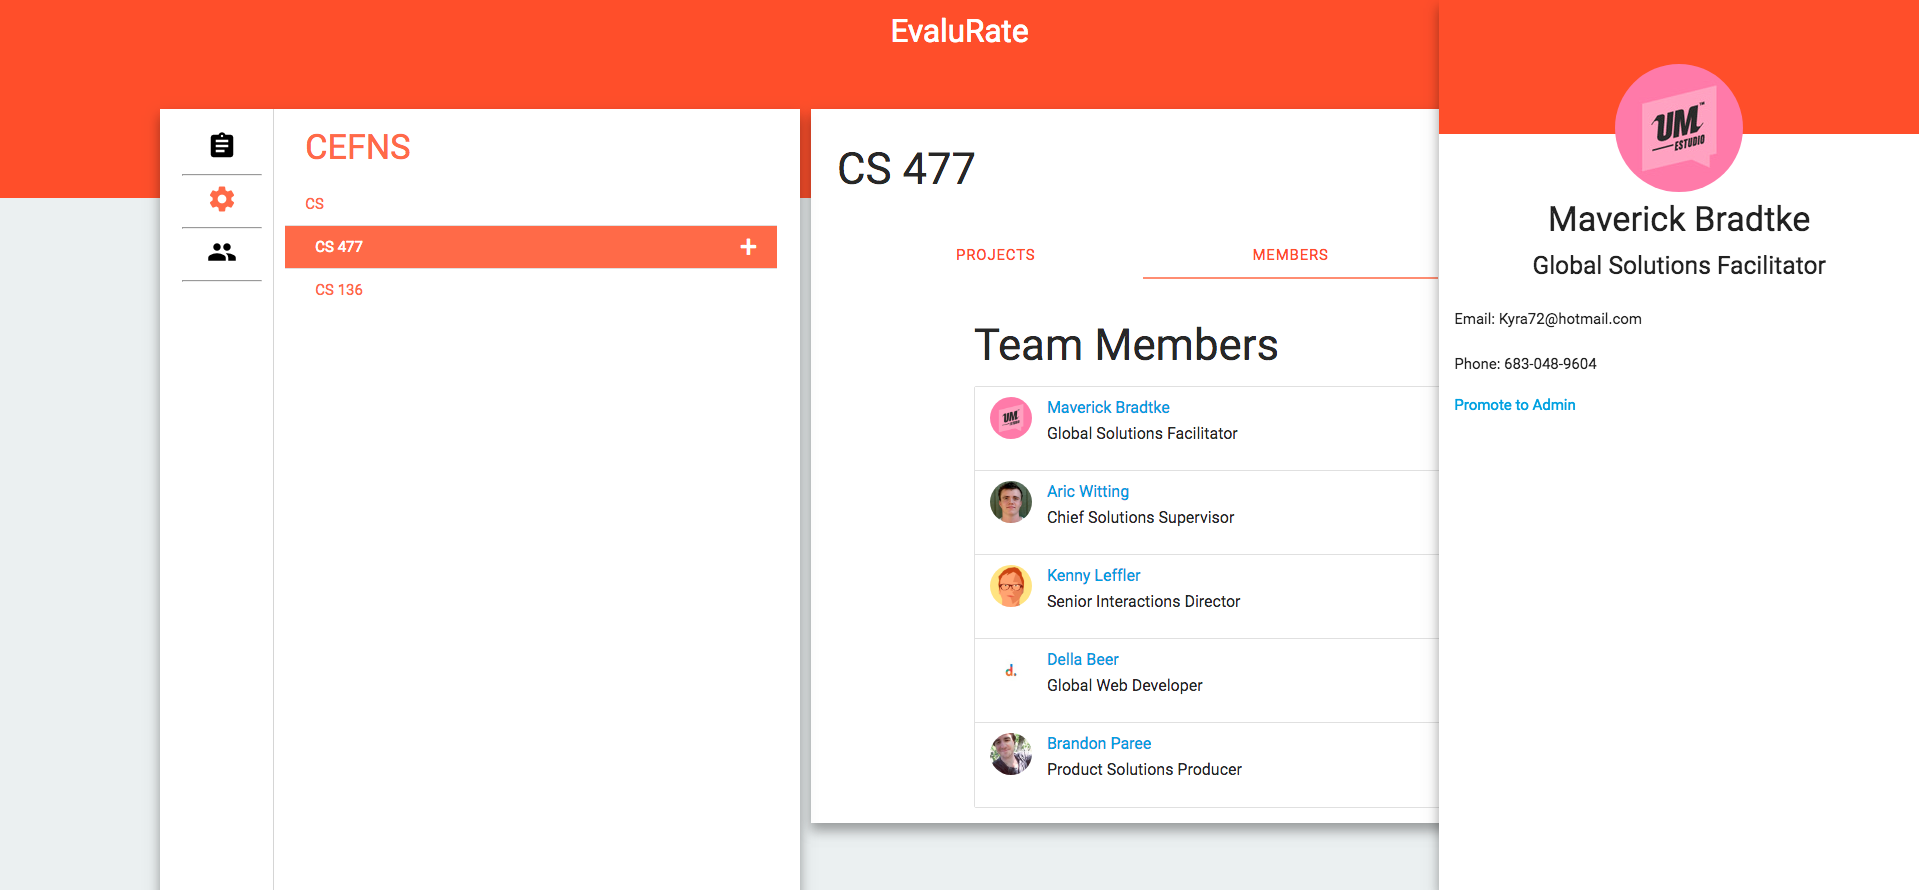 EvaluRate
CEFNS
CS
CS 477
+
CS 136
CS 477
PROJECTS
MEMBERS
Team Members
UM
Maverick Bradtke
Global Solutions Facilitator
Aric Witting
Chief Solutions Supervisor
Kenny Leffler
Senior Interactions Director
d.
Della Beer
Global Web Developer
Brandon Paree
Product Solutions Producer
UM™
ESTUDIO
Maverick Bradtke
Global Solutions Facilitator
Email: Kyra72@hotmail.com
Phone: 683-048-9604
Promote to Admin